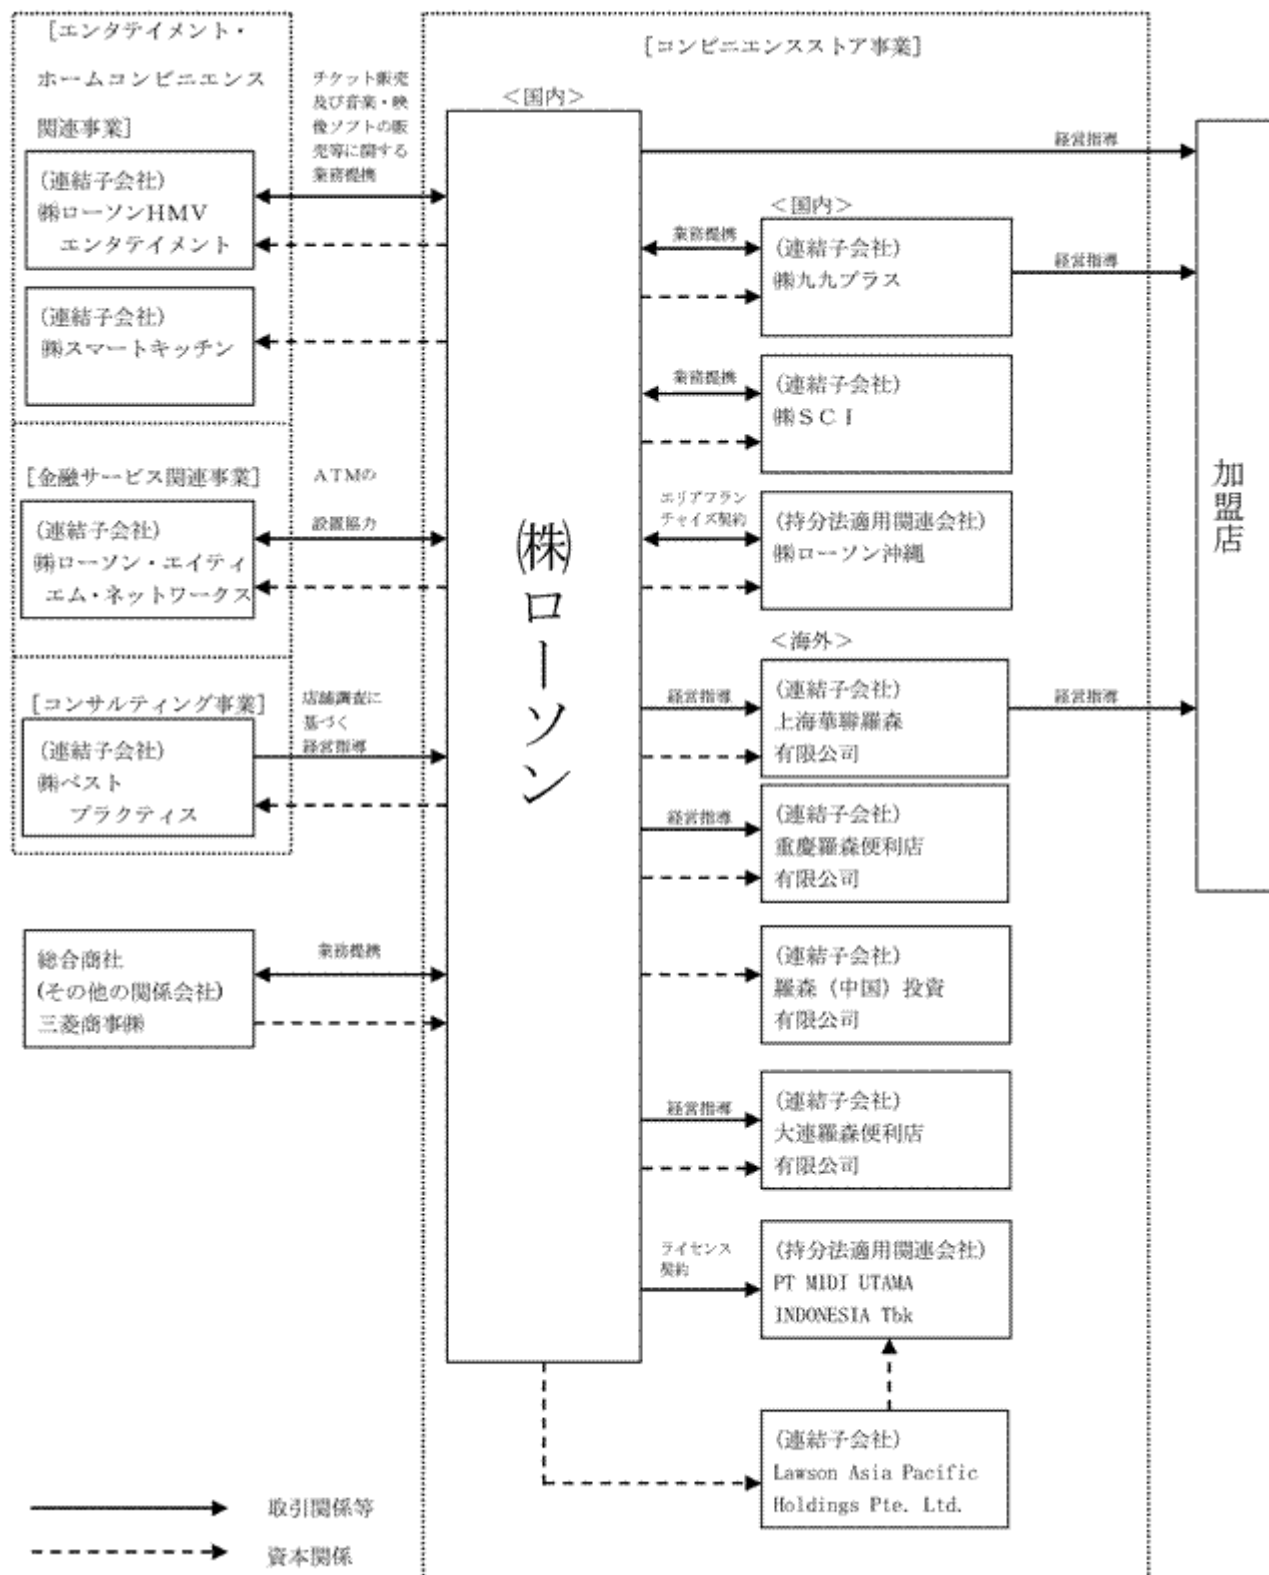 [エンタテイメント・
ホームコンビニエンス
関連事業]
(連結子会社)
㈱ローソンHMV
エンタテイメント
(連結子会社)
㈱スマートキッチン
[金融サービス関連事業]
(連結子会社)
㈱ローソン・エイティ
エム・ネットワークス
[コンサルティング事業]
(連結子会社)
㈱ベスト
プラクティス
総合商社
(その他の関係会社)
三菱商事㈱
チケット販売
及び音楽・映
像ソフトの販
売等に関する
業務提携
ATMの
設置協力
店舗調査に
基づく
経営指導
業務提携
[コンビニエンスストア事業]
<国内>
㈱ローソン
経営指導
<国内>
業務提携
(連結子会社)
㈱九九プラス
経営指導
業務提携
(連結子会社)
㈱SCI
エリアフラン
チャイズ契約
(持分法適用関連会社)
㈱ローソン沖縄
<海外>
経営指導
(連結子会社)
上海華聯羅森
有限公司
経営指導
経営指導
(連結子会社)
重慶羅森便利店
有限公司
(連結子会社)
羅森(中国)投資
有限公司
経営指導
(連結子会社)
大連羅森便利店
有限公司
ライセンス
契約
(持分法適用関連会社)
PT MIDI UTAMA
INDONESIA Tbk
(連結子会社)
Lawson Asia Pacific
Holdings Pte. Ltd.
加盟店
取引関係等
資本関係